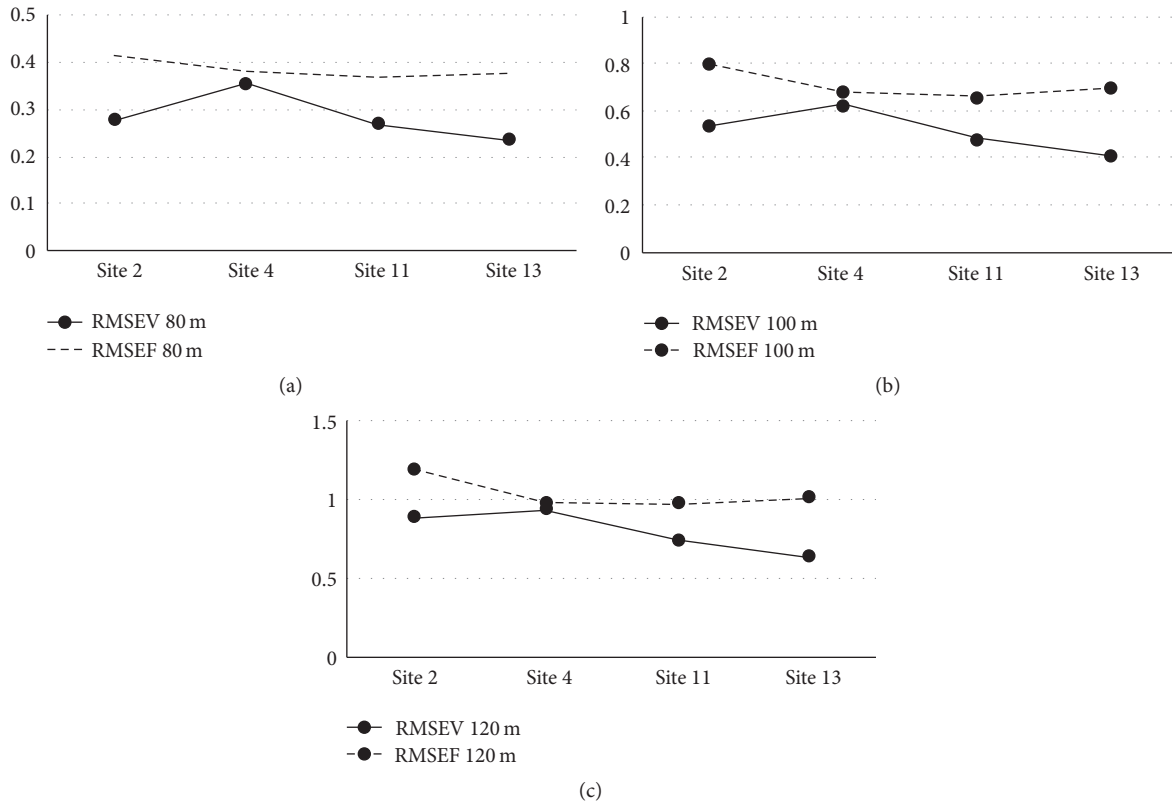 0.5
0.4
0.3
0.2
0.1
0
Site 2 Site 4 Site 11 Site 13
RMSEV 80 m
RMSEF 80 m
(a)
1
0.8
0.6
0.4
0.2
0
Site 2 Site 4 Site 11 Site 13
RMSEV 100 m
RMSEF 100 m
(b)
1.5
1
0.5
0
Site 2 Site 4 Site 11 Site 13
RMSEV 120 m
RMSEF 120 m
(c)